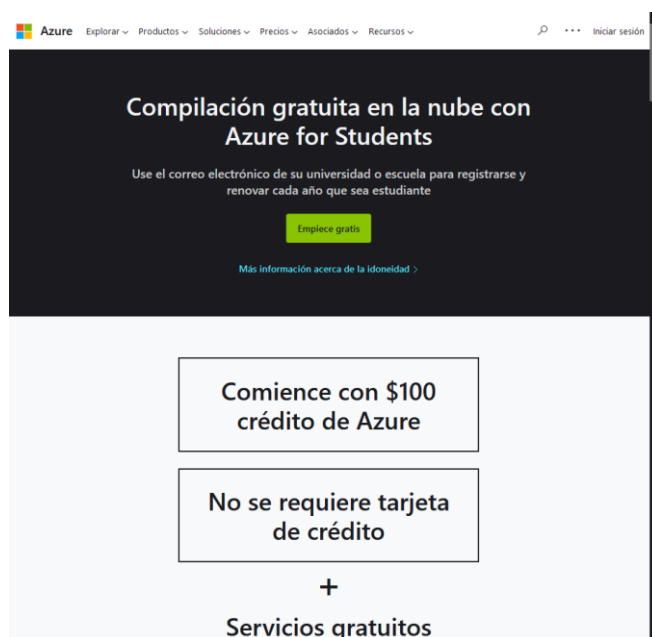 Azure Explorar Productos Soluciones Precios Asociados Recursos ··· Iniciar sesión
Compilación gratuita en la nube con
Azure for Students
Use el correo electrónico de su universidad o escuela para registrarse y
renovar cada año que sea estudiante
Empiece gratis
Más información acerca de la idoneidad >
Comience con $100
crédito de Azure
No se requiere tarjeta
de crédito
+
Servicios gratuitos